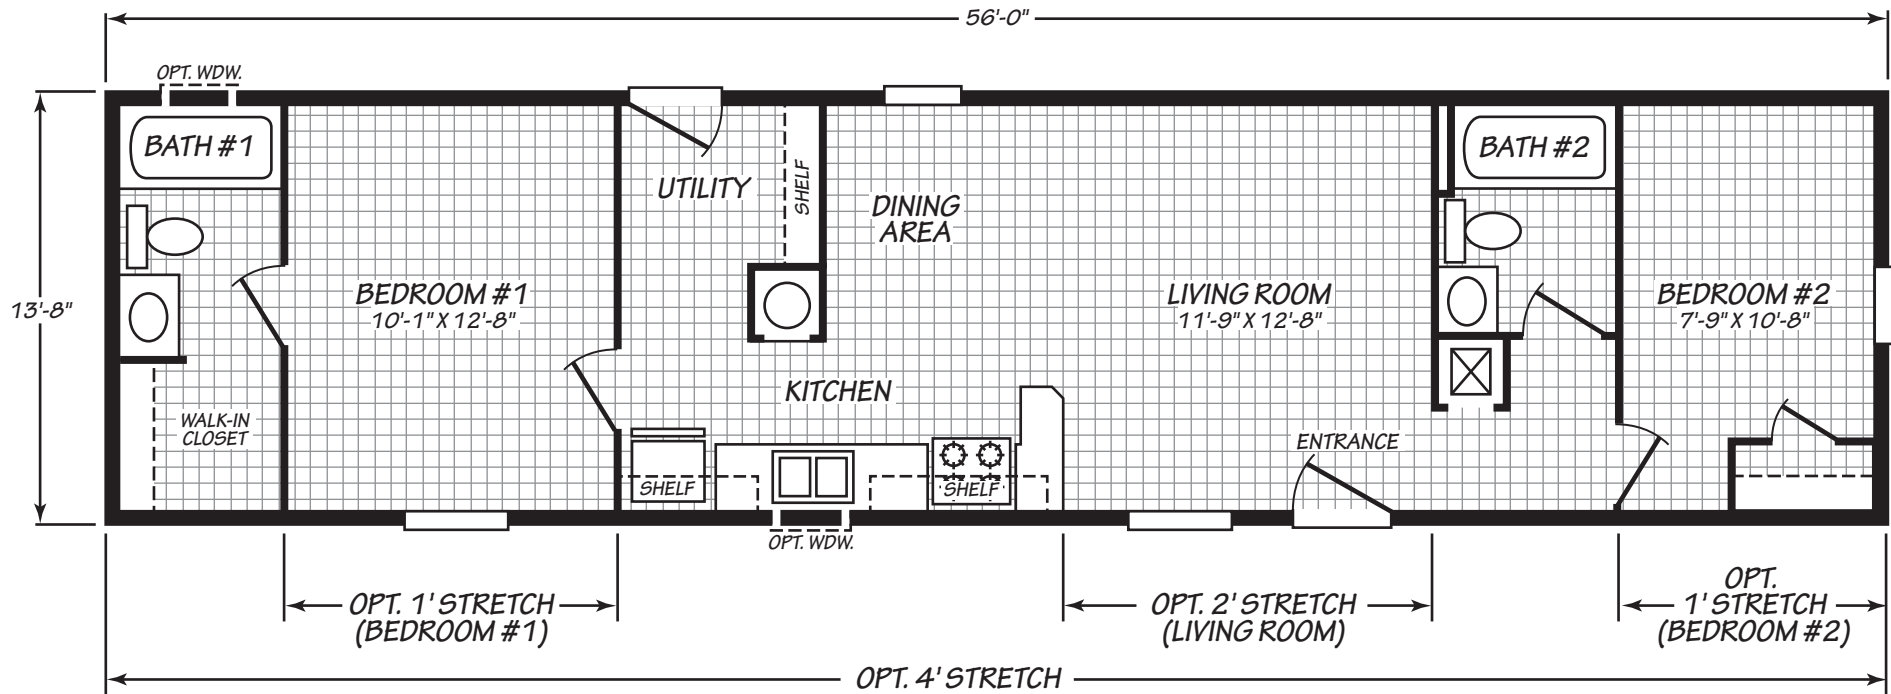 56'-0"
OPT. WDW.
BATH #1
BATH #2
UTILITY
SHELF
DINING
AREA
13'-8"
BEDROOM #1
10'-1" X 12'-8"
LIVING ROOM
11'-9" X 12'-8"
BEDROOM #2
7'-9" X 10'-8"
KITCHEN
WALK-IN
CLOSET
ENTRANCE
SHELF
SHELF
OPT. WDW.
OPT. 1' STRETCH
(BEDROOM #1)
OPT. 2' STRETCH
(LIVING ROOM)
OPT.
1' STRETCH
(BEDROOM #2)
OPT. 4' STRETCH